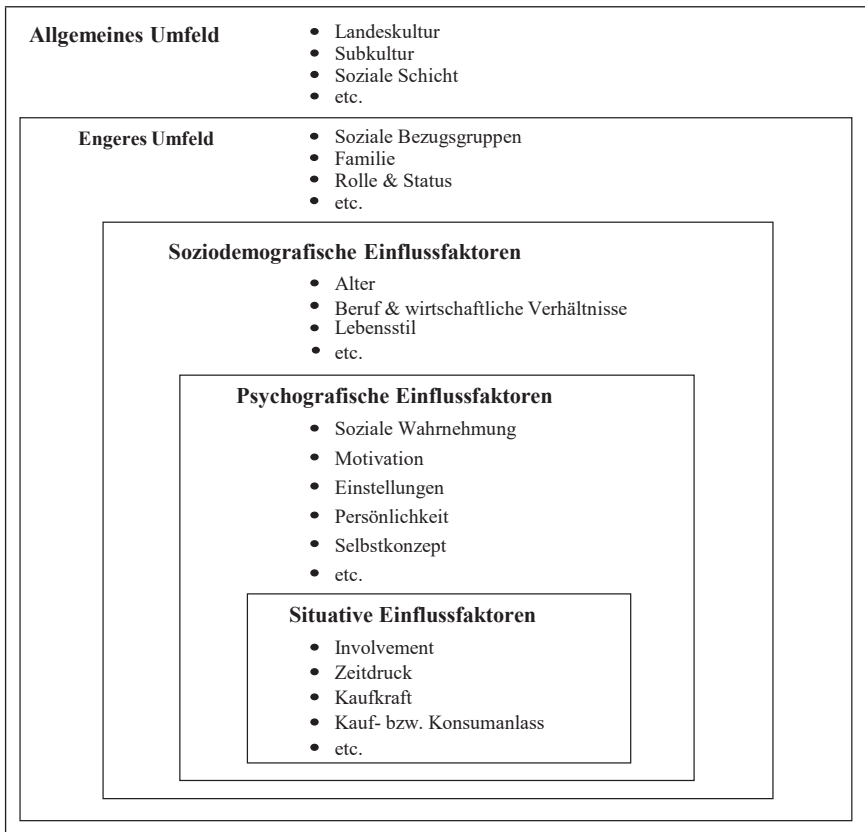 Allgemeines Umfeld
• Landeskultur
• Subkultur
• Soziale Schicht
• etc.
Engeres Umfeld
• Soziale Bezugsgruppen
• Familie
• Rolle & Status
• etc.
Soziodemografische Einflussfaktoren
• Alter
• Beruf & wirtschaftliche Verhältnisse
• Lebensstil
• etc.
Psychografische Einflussfaktoren
• Soziale Wahrnehmung
• Motivation
• Einstellungen
• Persönlichkeit
• Selbstkonzept
• etc.
Situative Einflussfaktoren
• Involvement
• Zeitdruck
• Kaufkraft
• Kauf- bzw. Konsumanlass
• etc.